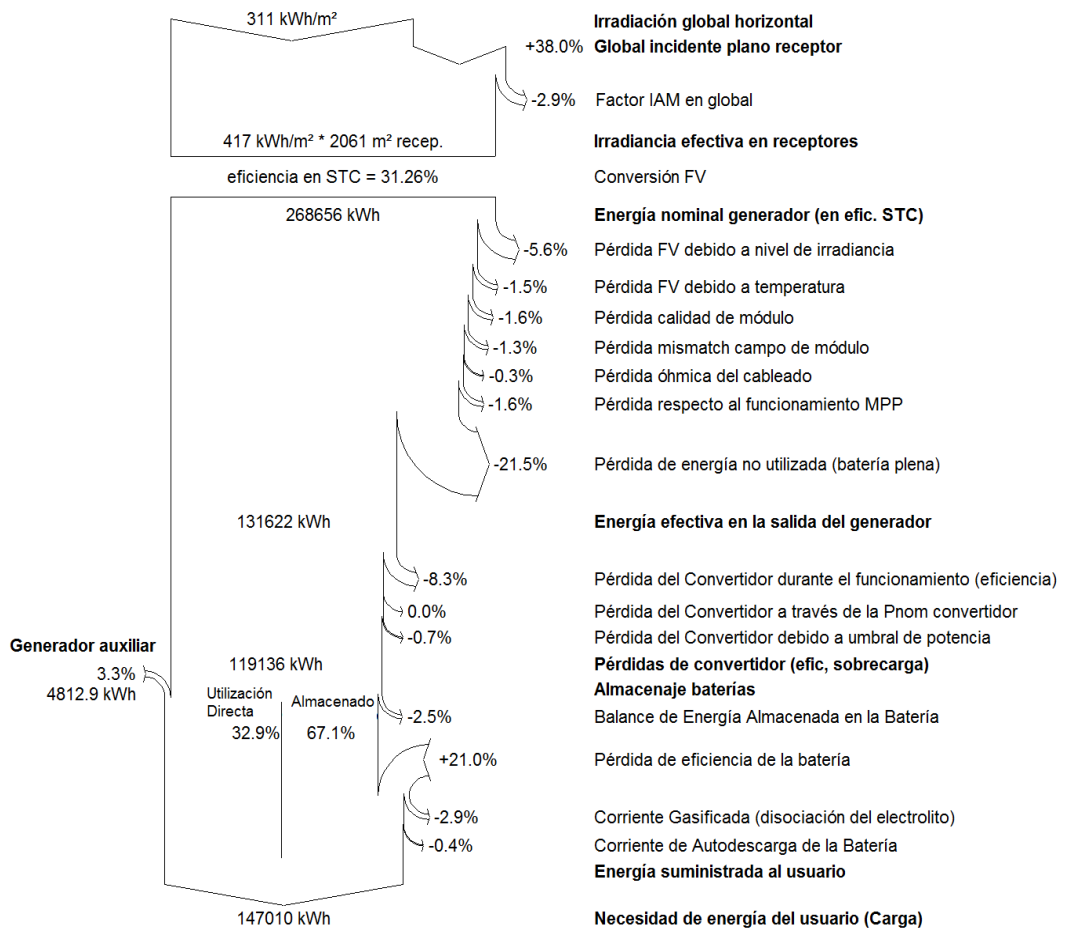 311 kWh/m² Irradiación global horizontal
+38.0% Global incidente plano receptor
-2.9% Factor IAM en global
417 kWh/m² * 2061 m² recep. Irradiancia efectiva en receptores
eficiencia en STC = 31.26% Conversión FV
268656 kWh Energía nominal generador (en efic. STC)
-5.6% Pérdida FV debido a nivel de irradiancia
-1.5% Pérdida FV debido a temperatura
-1.6% Pérdida calidad de módulo
-1.3% Pérdida mismatch campo de módulo
-0.3% Pérdida óhmica del cableado
-1.6% Pérdida respecto al funcionamiento MPP
-21.5% Pérdida de energía no utilizada (batería plena)
131622 kWh Energía efectiva en la salida del generador
-8.3% Pérdida del Convertidor durante el funcionamiento (eficiencia)
0.0% Pérdida del Convertidor a través de la Pnom convertidor
-0.7% Pérdida del Convertidor debido a umbral de potencia
Generador auxiliar
119136 kWh Pérdidas de convertidor (efic, sobrecarga)
3.3%
4812.9 kWh
Almacenaje baterías
Utilización
Directa
Almacenado
32.9% 67.1%
-2.5% Balance de Energía Almacenada en la Batería
+21.0% Pérdida de eficiencia de la batería
-2.9% Corriente Gasificada (disociación del electrolito)
-0.4% Corriente de Autodescarga de la Batería
Energía suministrada al usuario
147010 kWh Necesidad de energía del usuario (Carga)